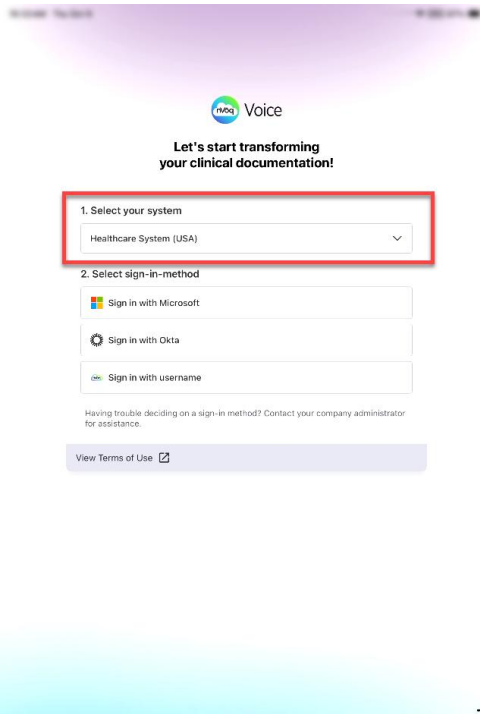 nVoq Voice
Let's start transforming
your clinical documentation!
1. Select your system
Healthcare System (USA)
2. Select sign-in-method
Sign in with Microsoft
Sign in with Okta
Sign in with username
Having trouble deciding on a sign-in method? Contact your company administrator
for assistance.
View Terms of Use